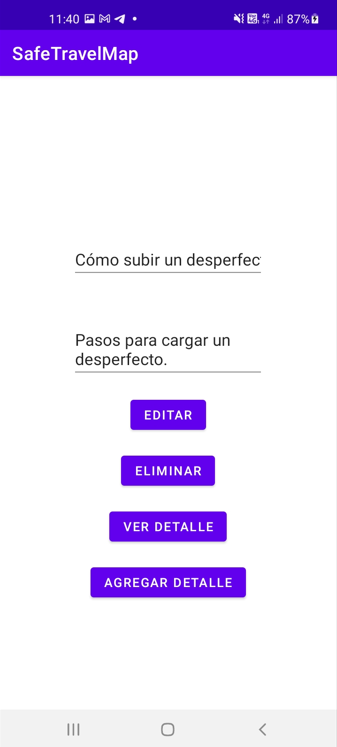 11:40 87%
SafeTravelMap
Cómo subir un desperfec
Pasos para cargar un
desperfecto.
EDITAR
ELIMINAR
VER DETALLE
AGREGAR DETALLE